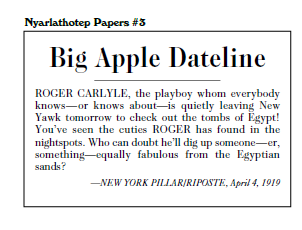 Nyarlathotep Papers #3
Big Apple Dateline
ROGER CARLYLE, the playboy whom everybody
knows—or knows about—is quietly leaving New
Yawk tomorrow to check out the tombs of Egypt!
You've seen the cuties ROGER has found in the
nightspots. Who can doubt he'll dig up someone—er,
something—equally fabulous from the Egyptian
sands?
—NEW YORK PILLAR/RIPOSTE, April 4, 1919